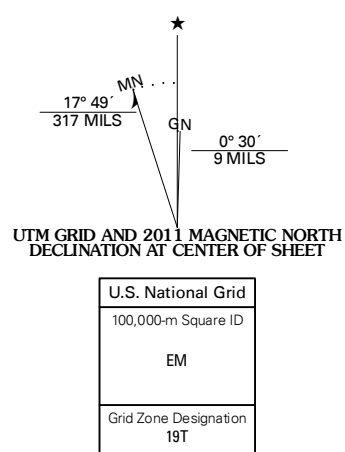 MN
GN
17° 49´
317 MILS
0° 30´
9 MILS
UTM GRID AND 2011 MAGNETIC NORTH
DECLINATION AT CENTER OF SHEET
U.S. National Grid
100,000-m Square ID
EM
Grid Zone Designation
19T